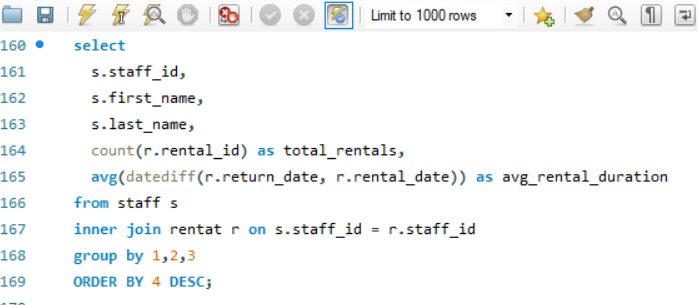 Limit to 1000 rows
160 select
161 s.staff_id,
162 s.first_name,
163 s.last_name,
164 count(r.rental_id) as total_rentals,
165 avg(datediff(r.return_date, r.rental_date)) as avg_rental_duration
166 from staff s
167 inner join rentat r on s.staff_id = r.staff_id
168 group by 1,2,3
169 ORDER BY 4 DESC;